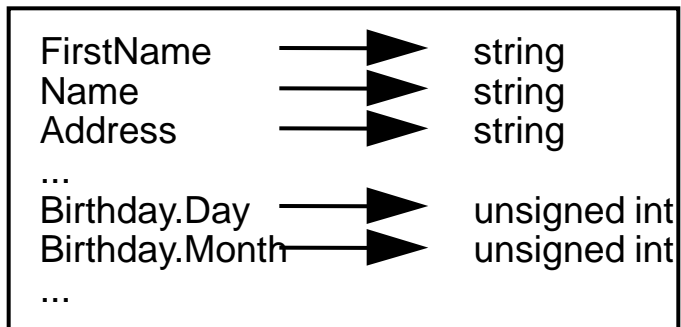 FirstName string
Name string
Address string
...
Birthday.Day unsigned int
Birthday.Month unsigned int
...